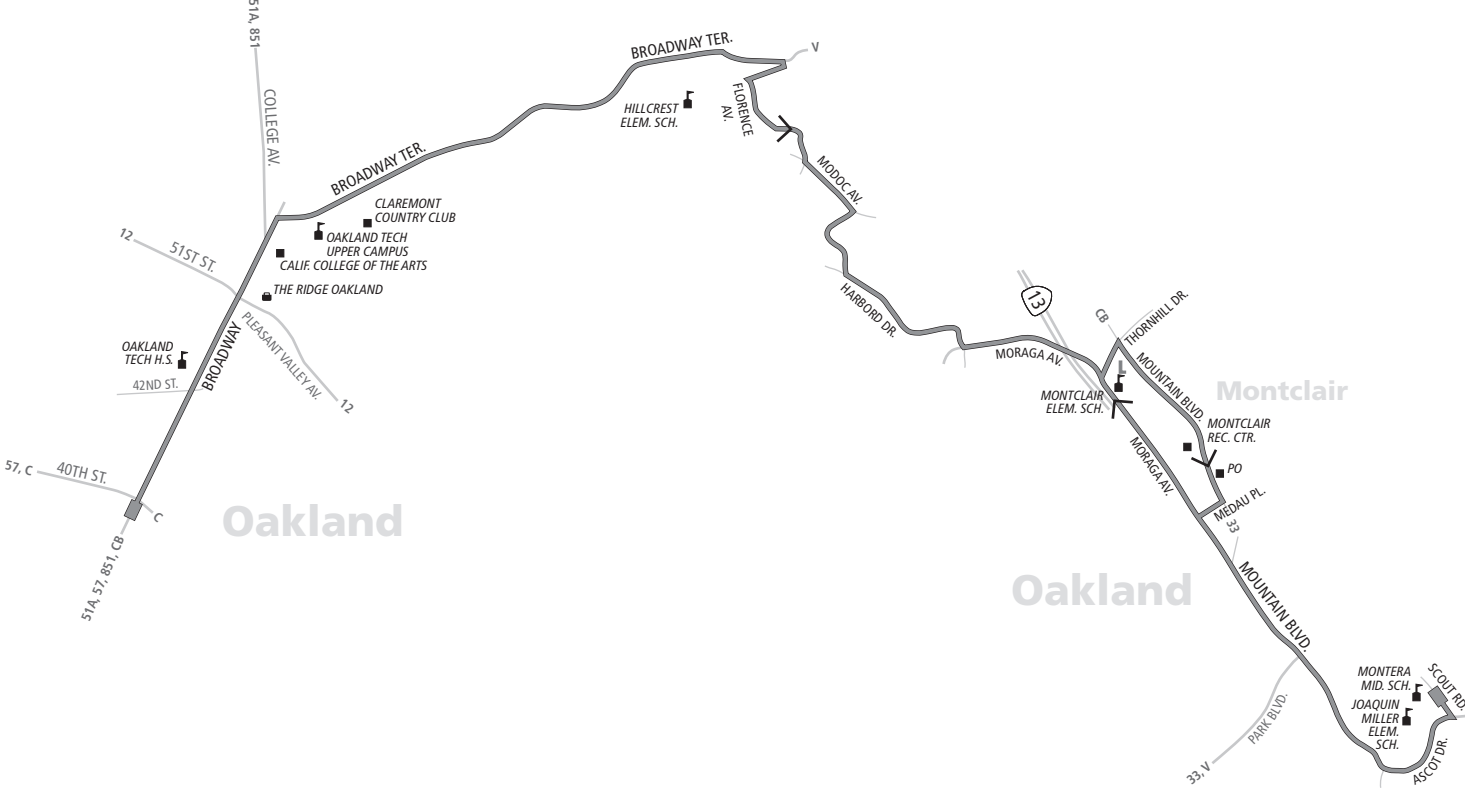 51A, 851
COLLEGE AV.
BROADWAY TER.
V
HILLCREST
ELEM. SCH.
FLORENCE
AV.
BROADWAY TER.
MODOC AV.
CLAREMONT
COUNTRY CLUB
12
51ST ST.
OAKLAND TECH
UPPER CAMPUS
CALIF. COLLEGE OF THE ARTS
THE RIDGE OAKLAND
HARBORD DR.
13
CB
THORNHILL DR.
OAKLAND
TECH H.S.
BROADWAY
PLEASANT VALLEY AV.
12
42ND ST.
MORAGA AV.
L
MOUNTAIN BLVD.
Montclair
MONTCLAIR
ELEM. SCH.
MONTCLAIR
REC. CTR.
MORAGA AV.
PO
57, C
40TH ST.
C
MEDAU PL.
33
Oakland
51A, 57, 851, CB
Oakland
MOUNTAIN BLVD.
MONTERA
MID. SCH.
SCOUT RD.
JOAQUIN
MILLER
ELEM.
SCH.
PARK BLVD.
33, V
ASCOT DR.